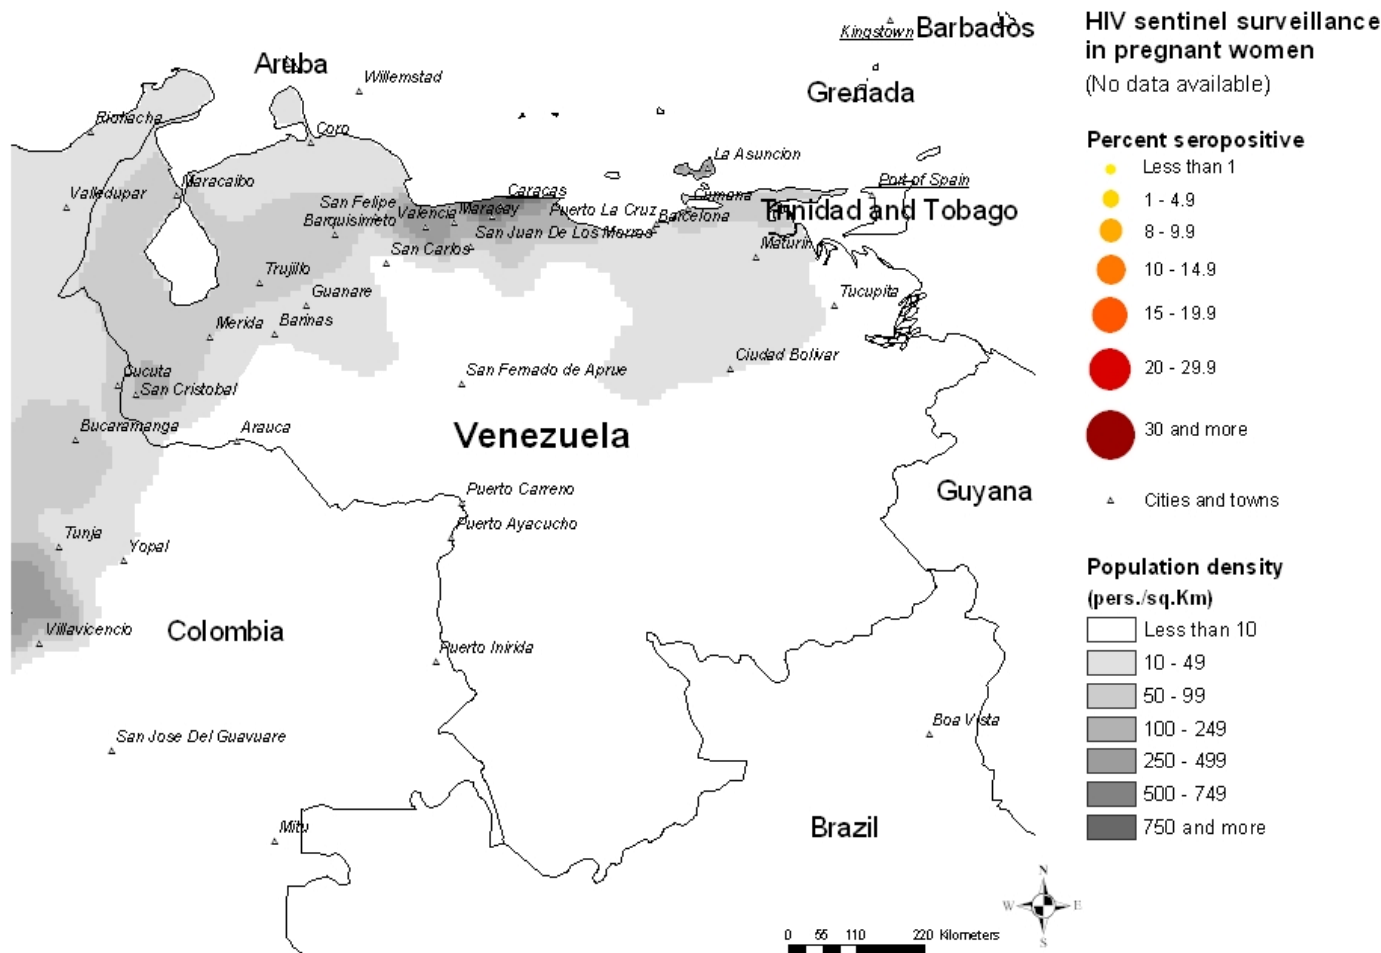 Kingstown
Barbados
Aruba
Willemstad
Grenada
Riohacha
Coro
La Asuncion
Valledupar
Maracaibo
Port of Spain
San Felipe
Caracas
Cumana
Barquisimeto
Valencia
Maracay
Puerto La Cruz
Barcelona
Trinidad and Tobago
San Juan De Los Morros
San Carlos
Maturin
Trujillo
Guanare
Tucupita
Merida
Barinas
Cucuta
San Cristobal
San Fernado de Aprue
Ciudad Bolivar
Bucaramanga
Arauca
Venezuela
Puerto Carreno
Guyana
Puerto Ayacucho
Tunja
Yopal
Villavicencio
Colombia
Puerto Inirida
San Jose Del Guavuare
Boa Vista
Mitu
Brazil
HIV sentinel surveillance
in pregnant women
(No data available)
Percent seropositive
Less than 1
1 - 4.9
8 - 9.9
10 - 14.9
15 - 19.9
20 - 29.9
30 and more
Cities and towns
Population density
(pers./sq.Km)
Less than 10
10 - 49
50 - 99
100 - 249
250 - 499
500 - 749
750 and more
N
W E
S
0 55 110 220 Kilometers